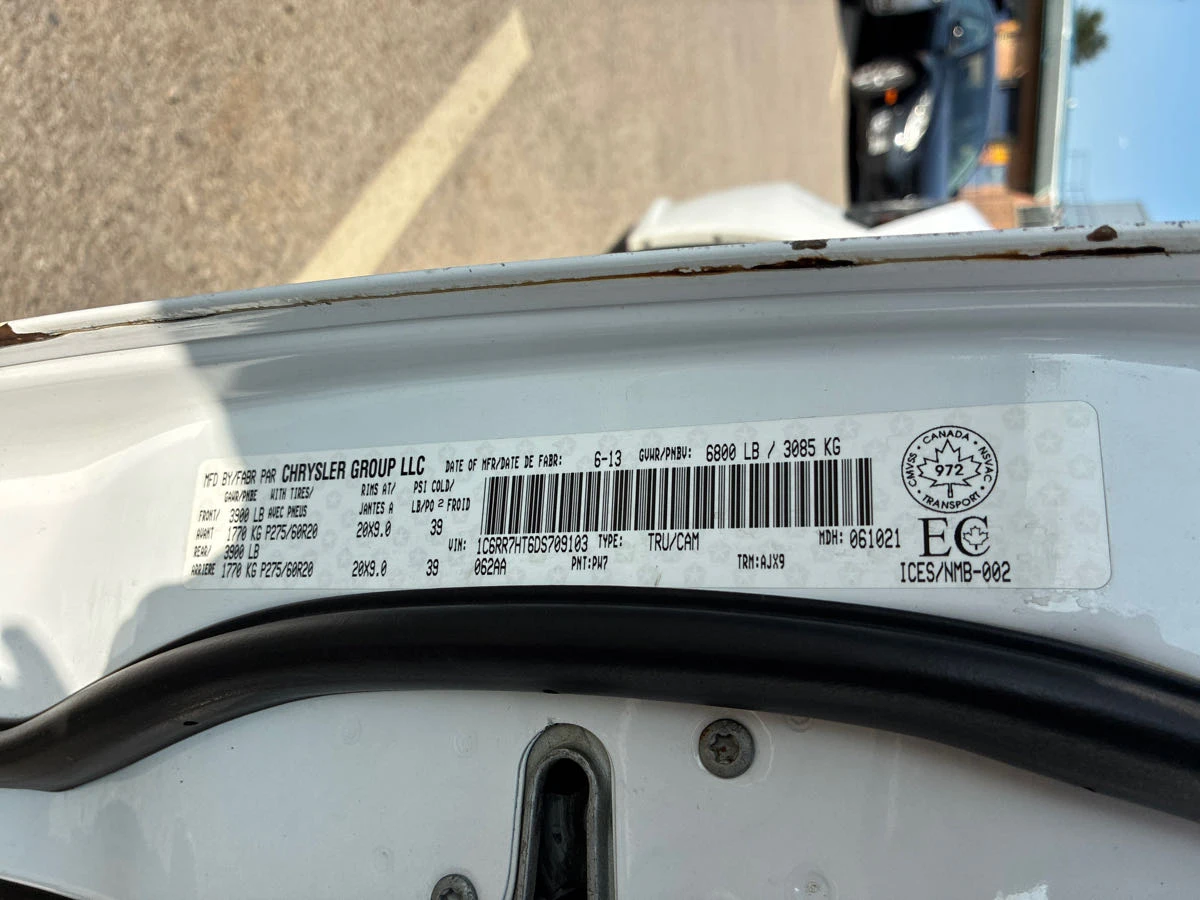 MFD BY/FABR PAR CHRYSLER GROUP LLC DATE OF MFR/DATE DE FABR: 6-13 GVWR/PNBV: 6800 LB / 3085 KG
GAWR/PNBE WITH TIRES/ RIMS AT/ PSI COLD/
AVEC PNEUS JANTES A LB/PO² FROID
FRONT/ 3900 LB
AVANT 1770 KG P275/60R20 20X9.0 39
REAR/ 3900 LB
ARRIERE 1770 KG P275/60R20 20X9.0 39
VIN: 1C6RR7HT6DS709103 TYPE: TRU/CAM MDH: 061021
062AA PNT:PW7 TRM:AJX9
CANADA
CMVSS 972 NSVAC
TRANSPORT
EC
ICES/NMB-002